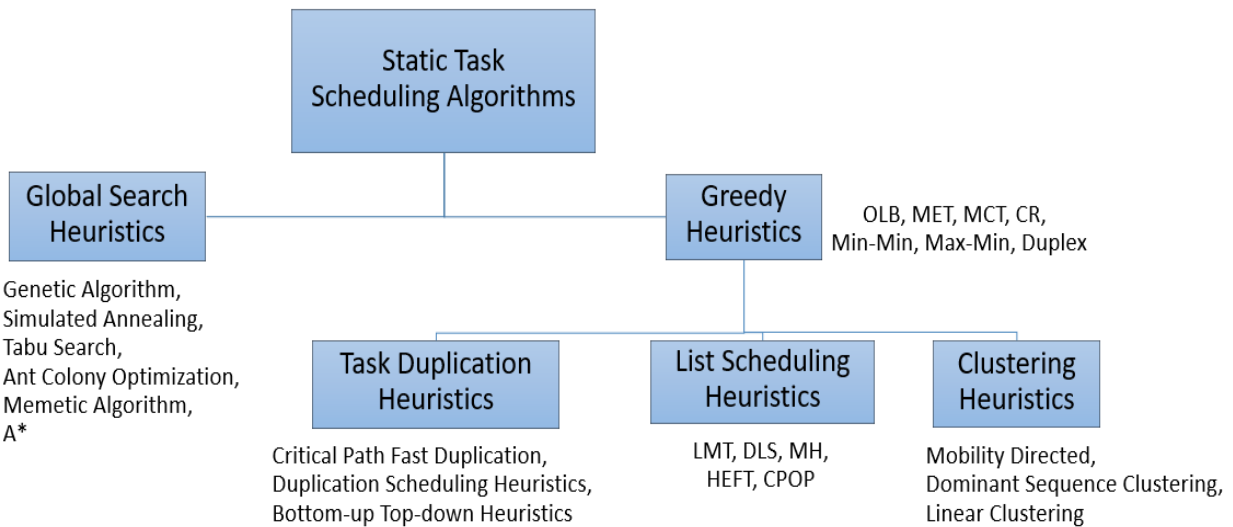 Static Task
Scheduling Algorithms
Global Search
Heuristics
Greedy
Heuristics
OLB, MET, MCT, CR,
Min-Min, Max-Min, Duplex
Genetic Algorithm,
Simulated Annealing,
Tabu Search,
Ant Colony Optimization,
Memetic Algorithm,
A*
Task Duplication
Heuristics
List Scheduling
Heuristics
Clustering
Heuristics
Critical Path Fast Duplication,
Duplication Scheduling Heuristics,
Bottom-up Top-down Heuristics
LMT, DLS, MH,
HEFT, CPOP
Mobility Directed,
Dominant Sequence Clustering,
Linear Clustering